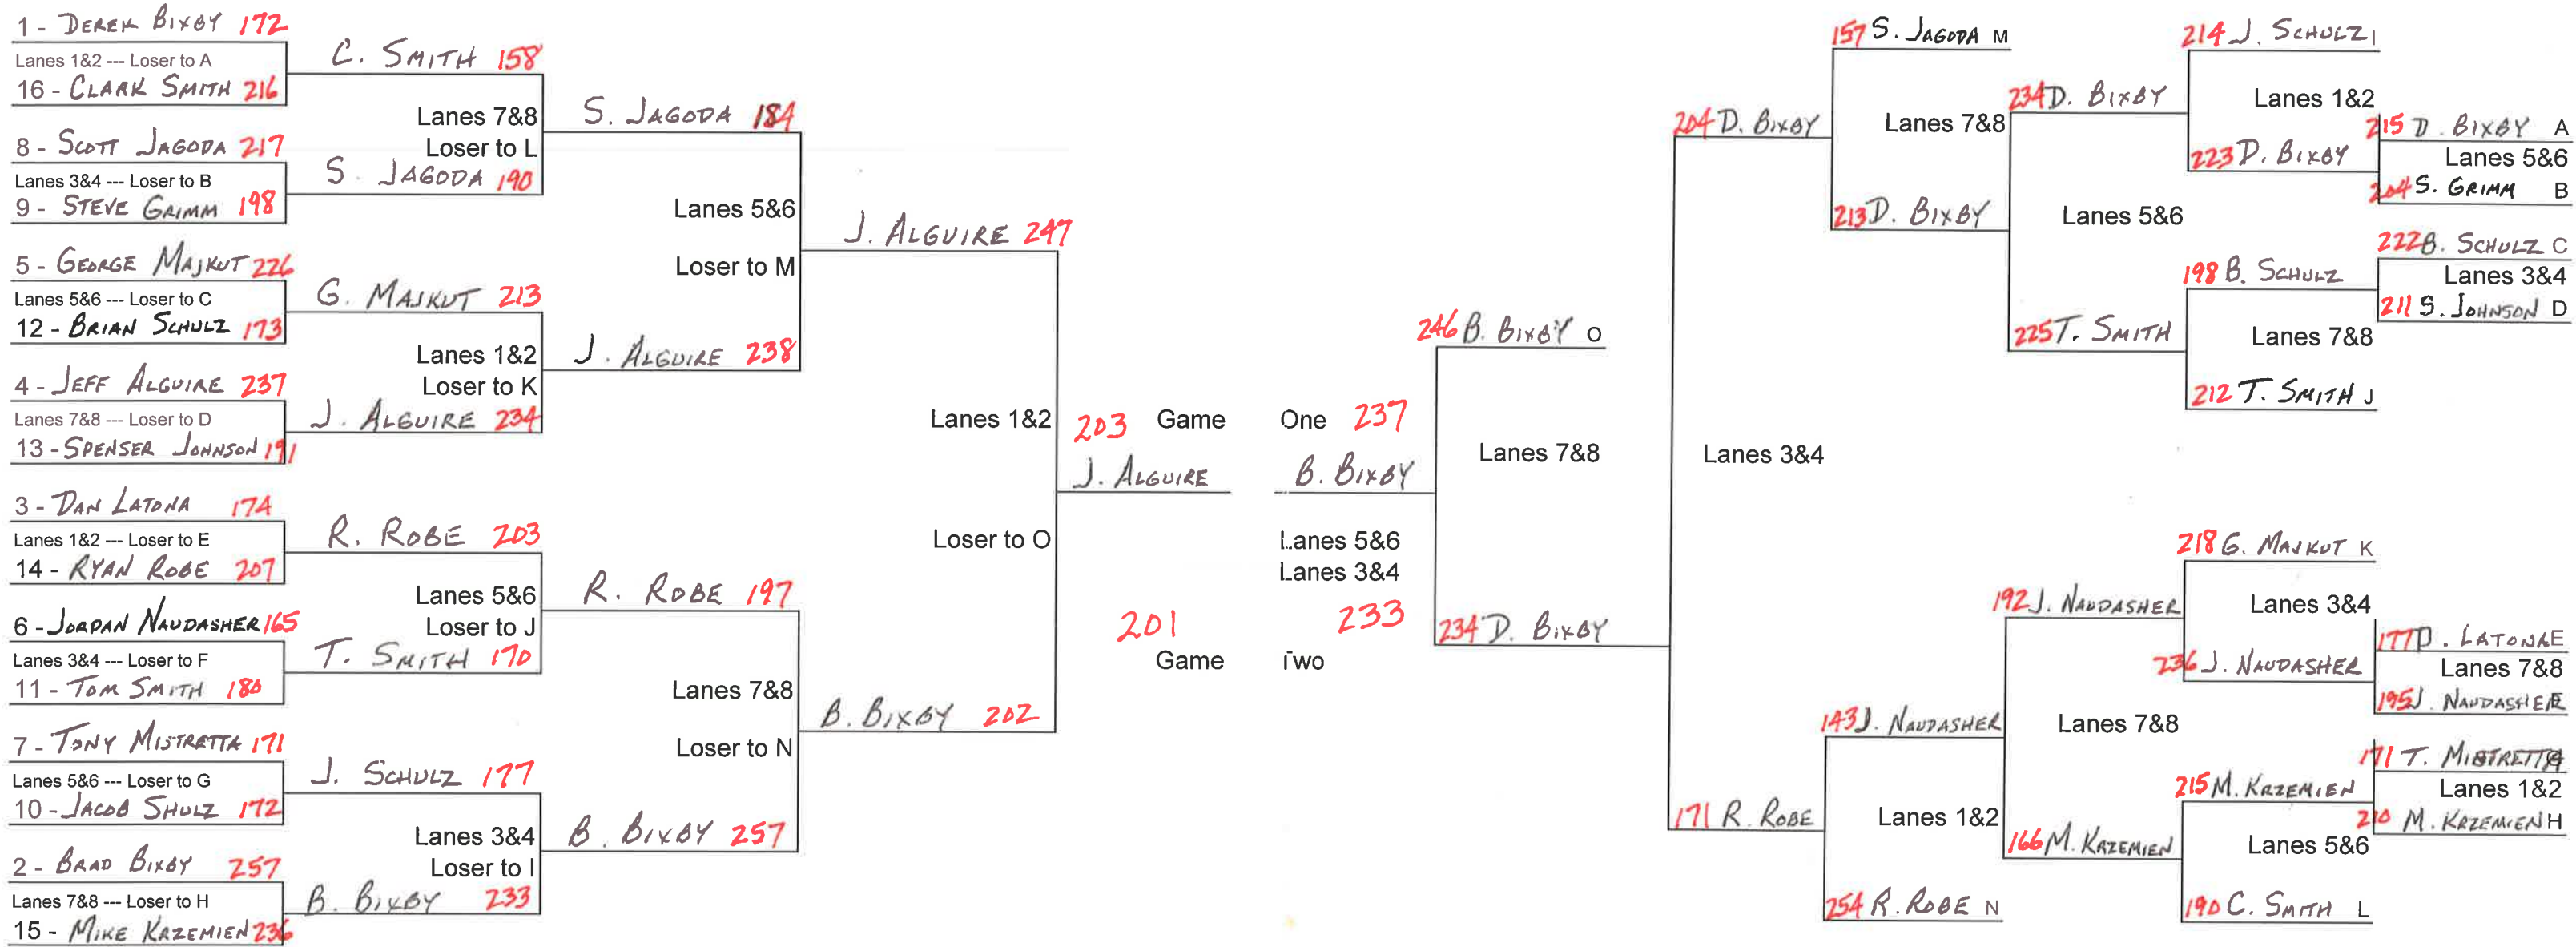 1 - DEREK BIXBY 172
Lanes 1&2 --- Loser to A
16 - CLARK SMITH 216
8 - SCOTT JAGODA 217
Lanes 3&4 --- Loser to B
9 - STEVE GRIMM 198
5 - GEORGE MAJKUT 226
Lanes 5&6 --- Loser to C
12 - BRIAN SCHULZ 173
4 - JEFF ALGUIRE 237
Lanes 7&8 --- Loser to D
13 - SPENSER JOHNSON 191
3 - DAN LATONA 174
Lanes 1&2 --- Loser to E
14 - RYAN ROBE 207
6 - JORDAN NAUDASHER 165
Lanes 3&4 --- Loser to F
11 - TOM SMITH 180
7 - TONY MISTRETTA 171
Lanes 5&6 --- Loser to G
10 - JACOB SHULZ 172
2 - BRAD BIXBY 257
Lanes 7&8 --- Loser to H
15 - MIKE KRZEMIEN 236
C. SMITH 158
Lanes 7&8
Loser to L
S. JAGODA 190
G. MAJKUT 213
Lanes 1&2
Loser to K
J. ALGUIRE 234
R. ROBE 203
Lanes 5&6
Loser to J
T. SMITH 170
J. SCHULZ 177
Lanes 3&4
Loser to I
B. BIXBY 233
S. JAGODA 184
Lanes 5&6
Loser to M
J. ALGUIRE 238
R. ROBE 197
Lanes 7&8
Loser to N
B. BIXBY 257
J. ALGUIRE 247
Lanes 1&2
Loser to O
B. BIXBY 202
203 Game One 237
J. ALGUIRE
B. BIXBY
Lanes 5&6
Lanes 3&4
201 233
Game Two
246 B. BIXBY O
Lanes 7&8
234 D. BIXBY
204 D. BIXBY
Lanes 3&4
171 R. ROBE
157 S. JAGODA M
Lanes 7&8
213 D. BIXBY
143 J. NAUDASHER
Lanes 1&2
254 R. ROBE N
234 D. BIXBY
Lanes 5&6
225 T. SMITH
192 J. NAUDASHER
Lanes 7&8
166 M. KRZEMIEN
214 J. SCHULZ I
Lanes 1&2
223 D. BIXBY
198 B. SCHULZ
Lanes 7&8
212 T. SMITH J
218 G. MAJKUT K
Lanes 3&4
236 J. NAUDASHER
215 M. KRZEMIEN
Lanes 5&6
190 C. SMITH L
215 D. BIXBY A
Lanes 5&6
204 S. GRIMM B
222 B. SCHULZ C
Lanes 3&4
211 S. JOHNSON D
177 D. LATONA E
Lanes 7&8
195 J. NAUDASHER
171 T. MISTRETTA G
Lanes 1&2
210 M. KRZEMIEN H